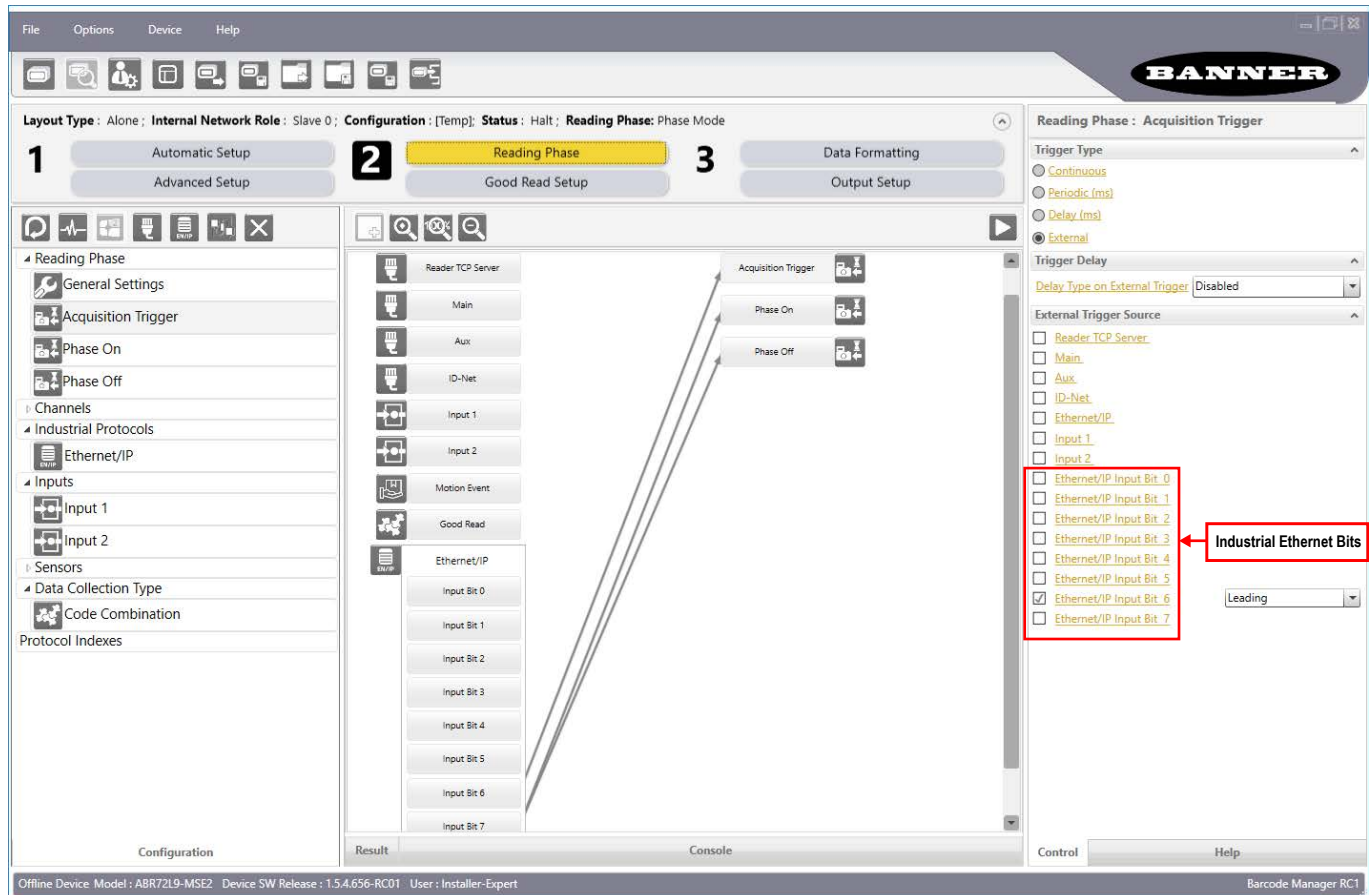 File Options Device Help
BANNER
Layout Type : Alone ; Internal Network Role : Slave 0 ; Configuration : [Temp]; Status : Halt ; Reading Phase: Phase Mode
1
Automatic Setup
Advanced Setup
2
Reading Phase
Good Read Setup
3
Data Formatting
Output Setup
Reading Phase
General Settings
Acquisition Trigger
Phase On
Phase Off
Channels
Industrial Protocols
EN/IP
Ethernet/IP
Inputs
Input 1
Input 2
Sensors
Data Collection Type
Code Combination
Protocol Indexes
Configuration
Reader TCP Server
Main
Aux
ID-Net
Input 1
Input 2
Motion Event
Good Read
EN/IP
Ethernet/IP
Input Bit 0
Input Bit 1
Input Bit 2
Input Bit 3
Input Bit 4
Input Bit 5
Input Bit 6
Input Bit 7
Acquisition Trigger
Phase On
Phase Off
Result
Console
Reading Phase : Acquisition Trigger
Trigger Type
Continuous
Periodic (ms)
Delay (ms)
External
Trigger Delay
Delay Type on External Trigger Disabled
External Trigger Source
Reader TCP Server
Main
Aux
ID-Net
Ethernet/IP
Input 1
Input 2
Ethernet/IP Input Bit 0
Ethernet/IP Input Bit 1
Ethernet/IP Input Bit 2
Ethernet/IP Input Bit 3
Industrial Ethernet Bits
Ethernet/IP Input Bit 4
Ethernet/IP Input Bit 5
Ethernet/IP Input Bit 6 Leading
Ethernet/IP Input Bit 7
Control
Help
Offline Device Model : ABR72L9-MSE2 Device SW Release : 1.5.4.656-RC01 User : Installer-Expert
Barcode Manager RC1